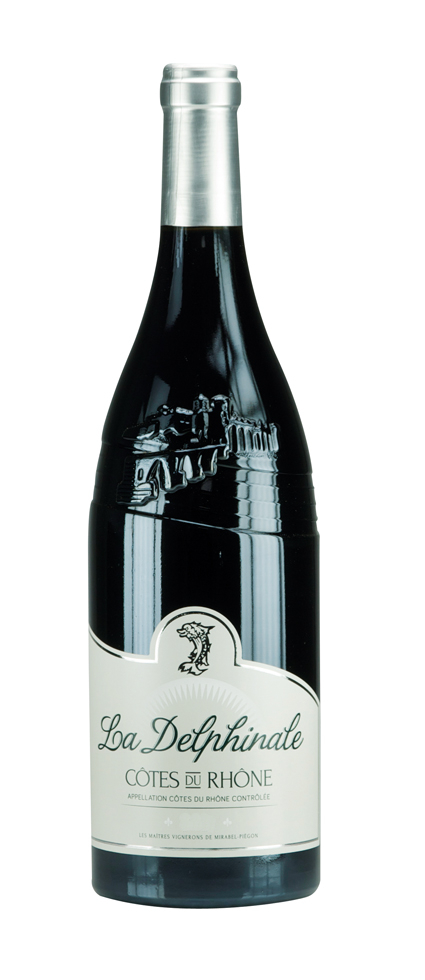 La Delphinale
CÔTES DU RHÔNE
APPELLATION CÔTES DU RHÔNE CONTRÔLÉE
LES MAÎTRES VIGNERONS DE MIRABEL-PIÉGON